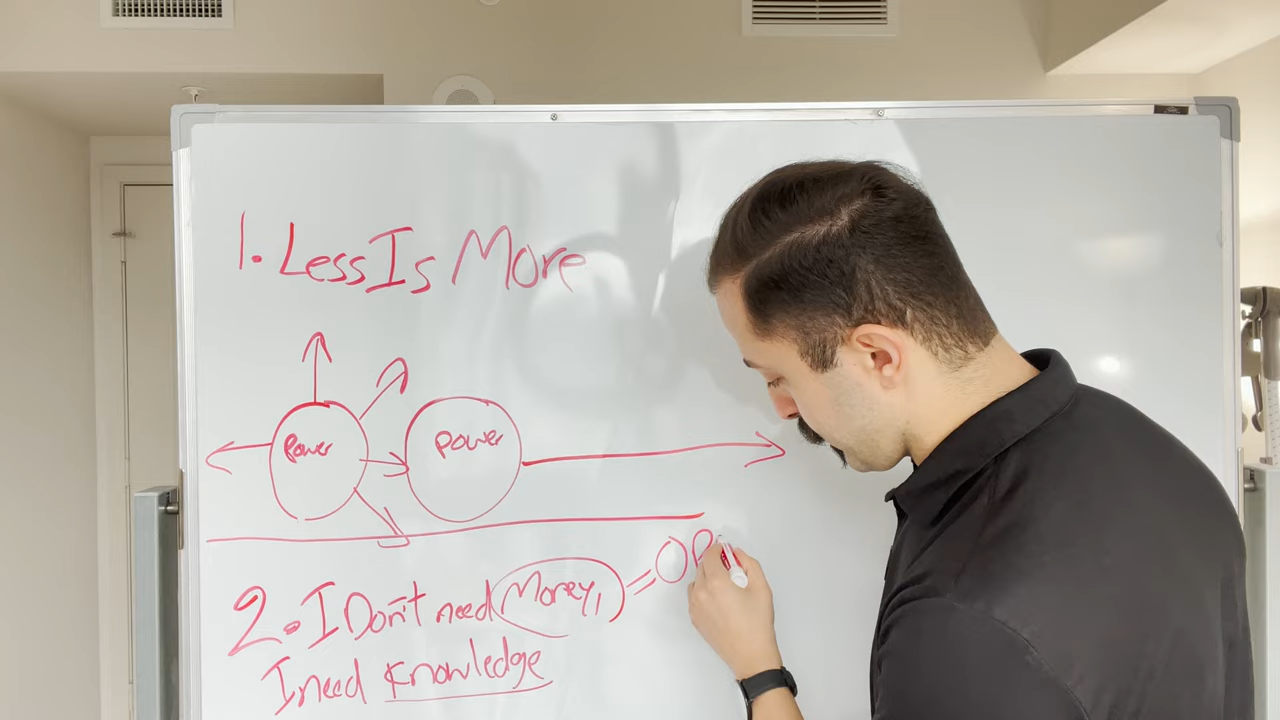 1. Less Is More
Power
Power
2. I Don't need Money, = OP
I need Knowledge